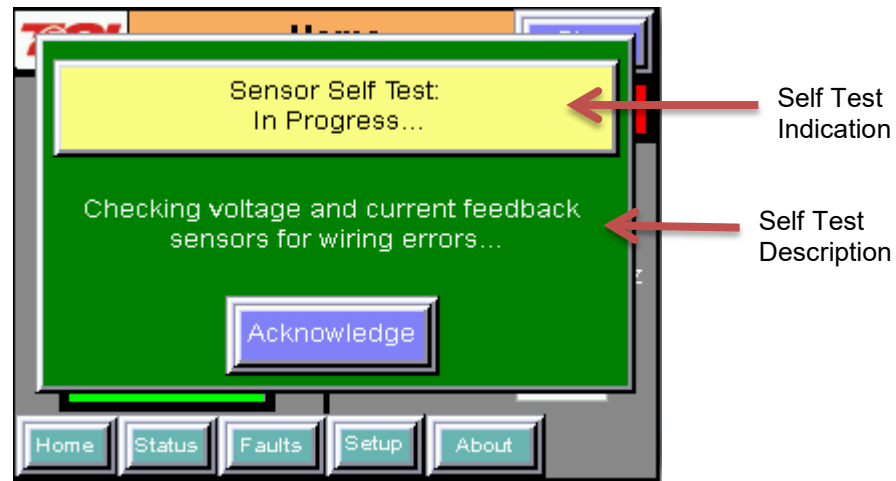 Sensor Self Test:
In Progress...
Self Test
Indication
Checking voltage and current feedback
sensors for wiring errors...
Self Test
Description
Acknowledge
Home
Status
Faults
Setup
About